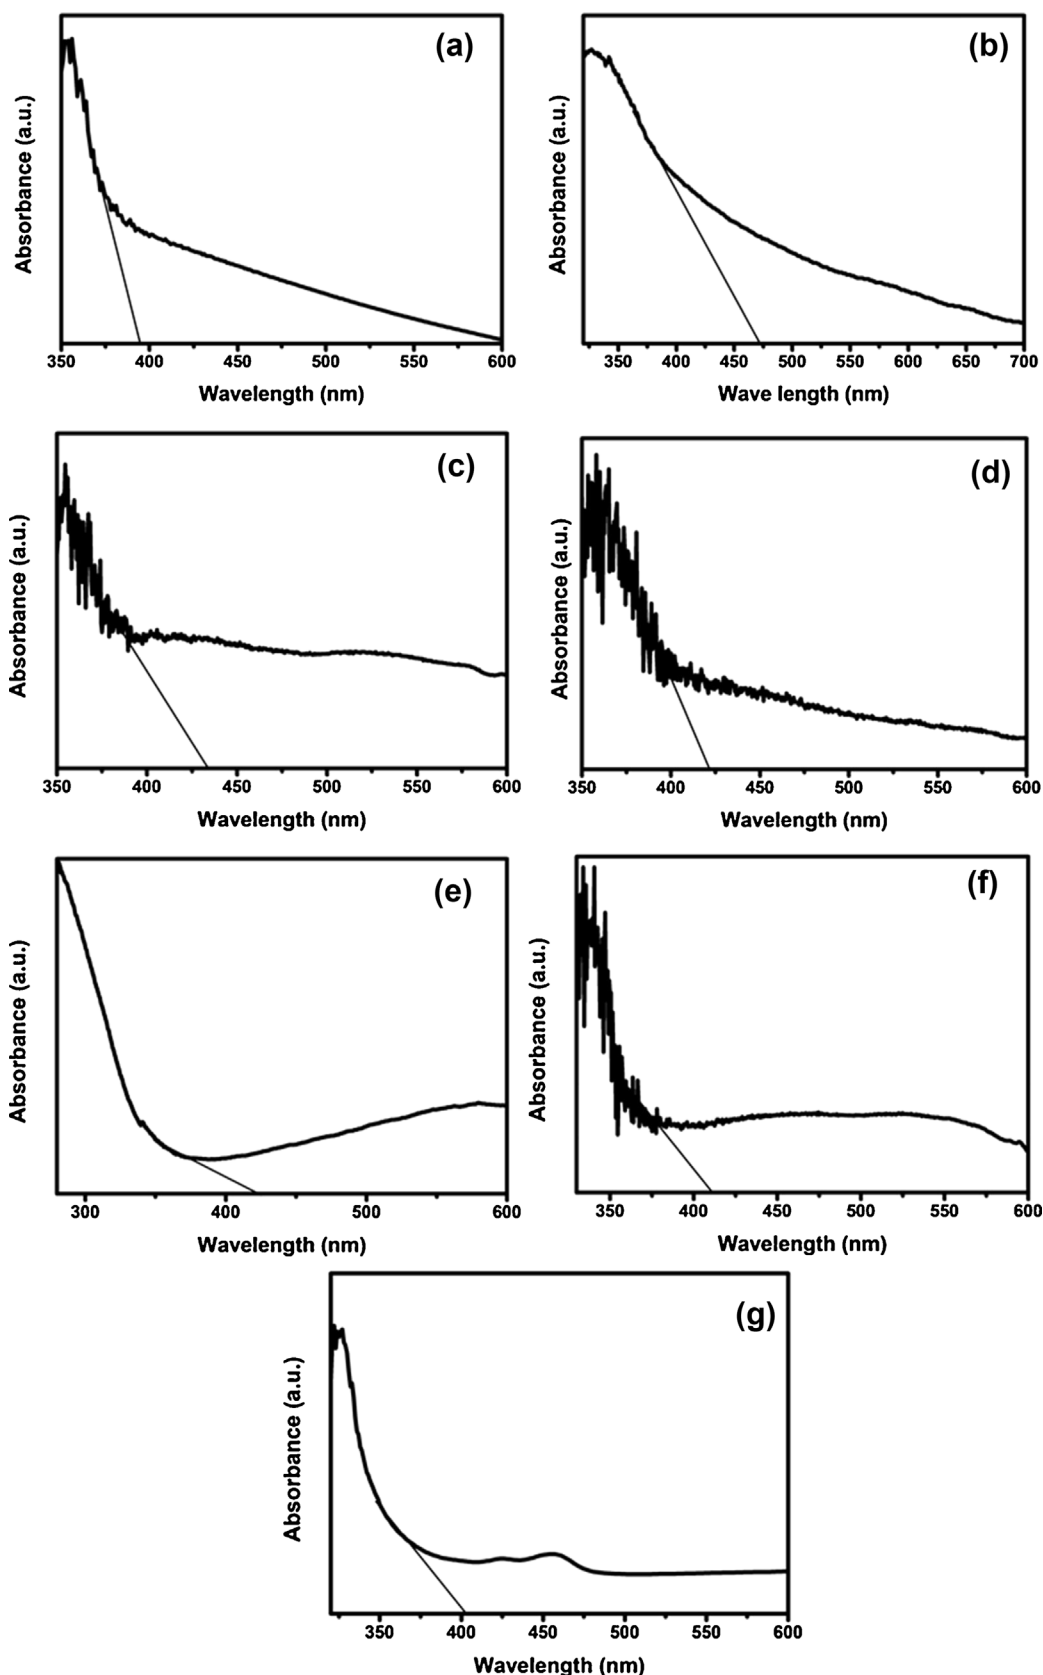 (a)
Absorbance (a.u.)
350 400 450 500 550 600
Wavelength (nm)
(b)
Absorbance (a.u.)
350 400 450 500 550 600 650 700
Wave length (nm)
(c)
Absorbance (a.u.)
350 400 450 500 550 600
Wavelength (nm)
(d)
Absorbance (a.u.)
350 400 450 500 550 600
Wavelength (nm)
(e)
Absorbance (a.u.)
300 400 500 600
Wavelength (nm)
(f)
Absorbance (a.u.)
350 400 450 500 550 600
Wavelength (nm)
(g)
Absorbance (a.u.)
350 400 450 500 550 600
Wavelength (nm)